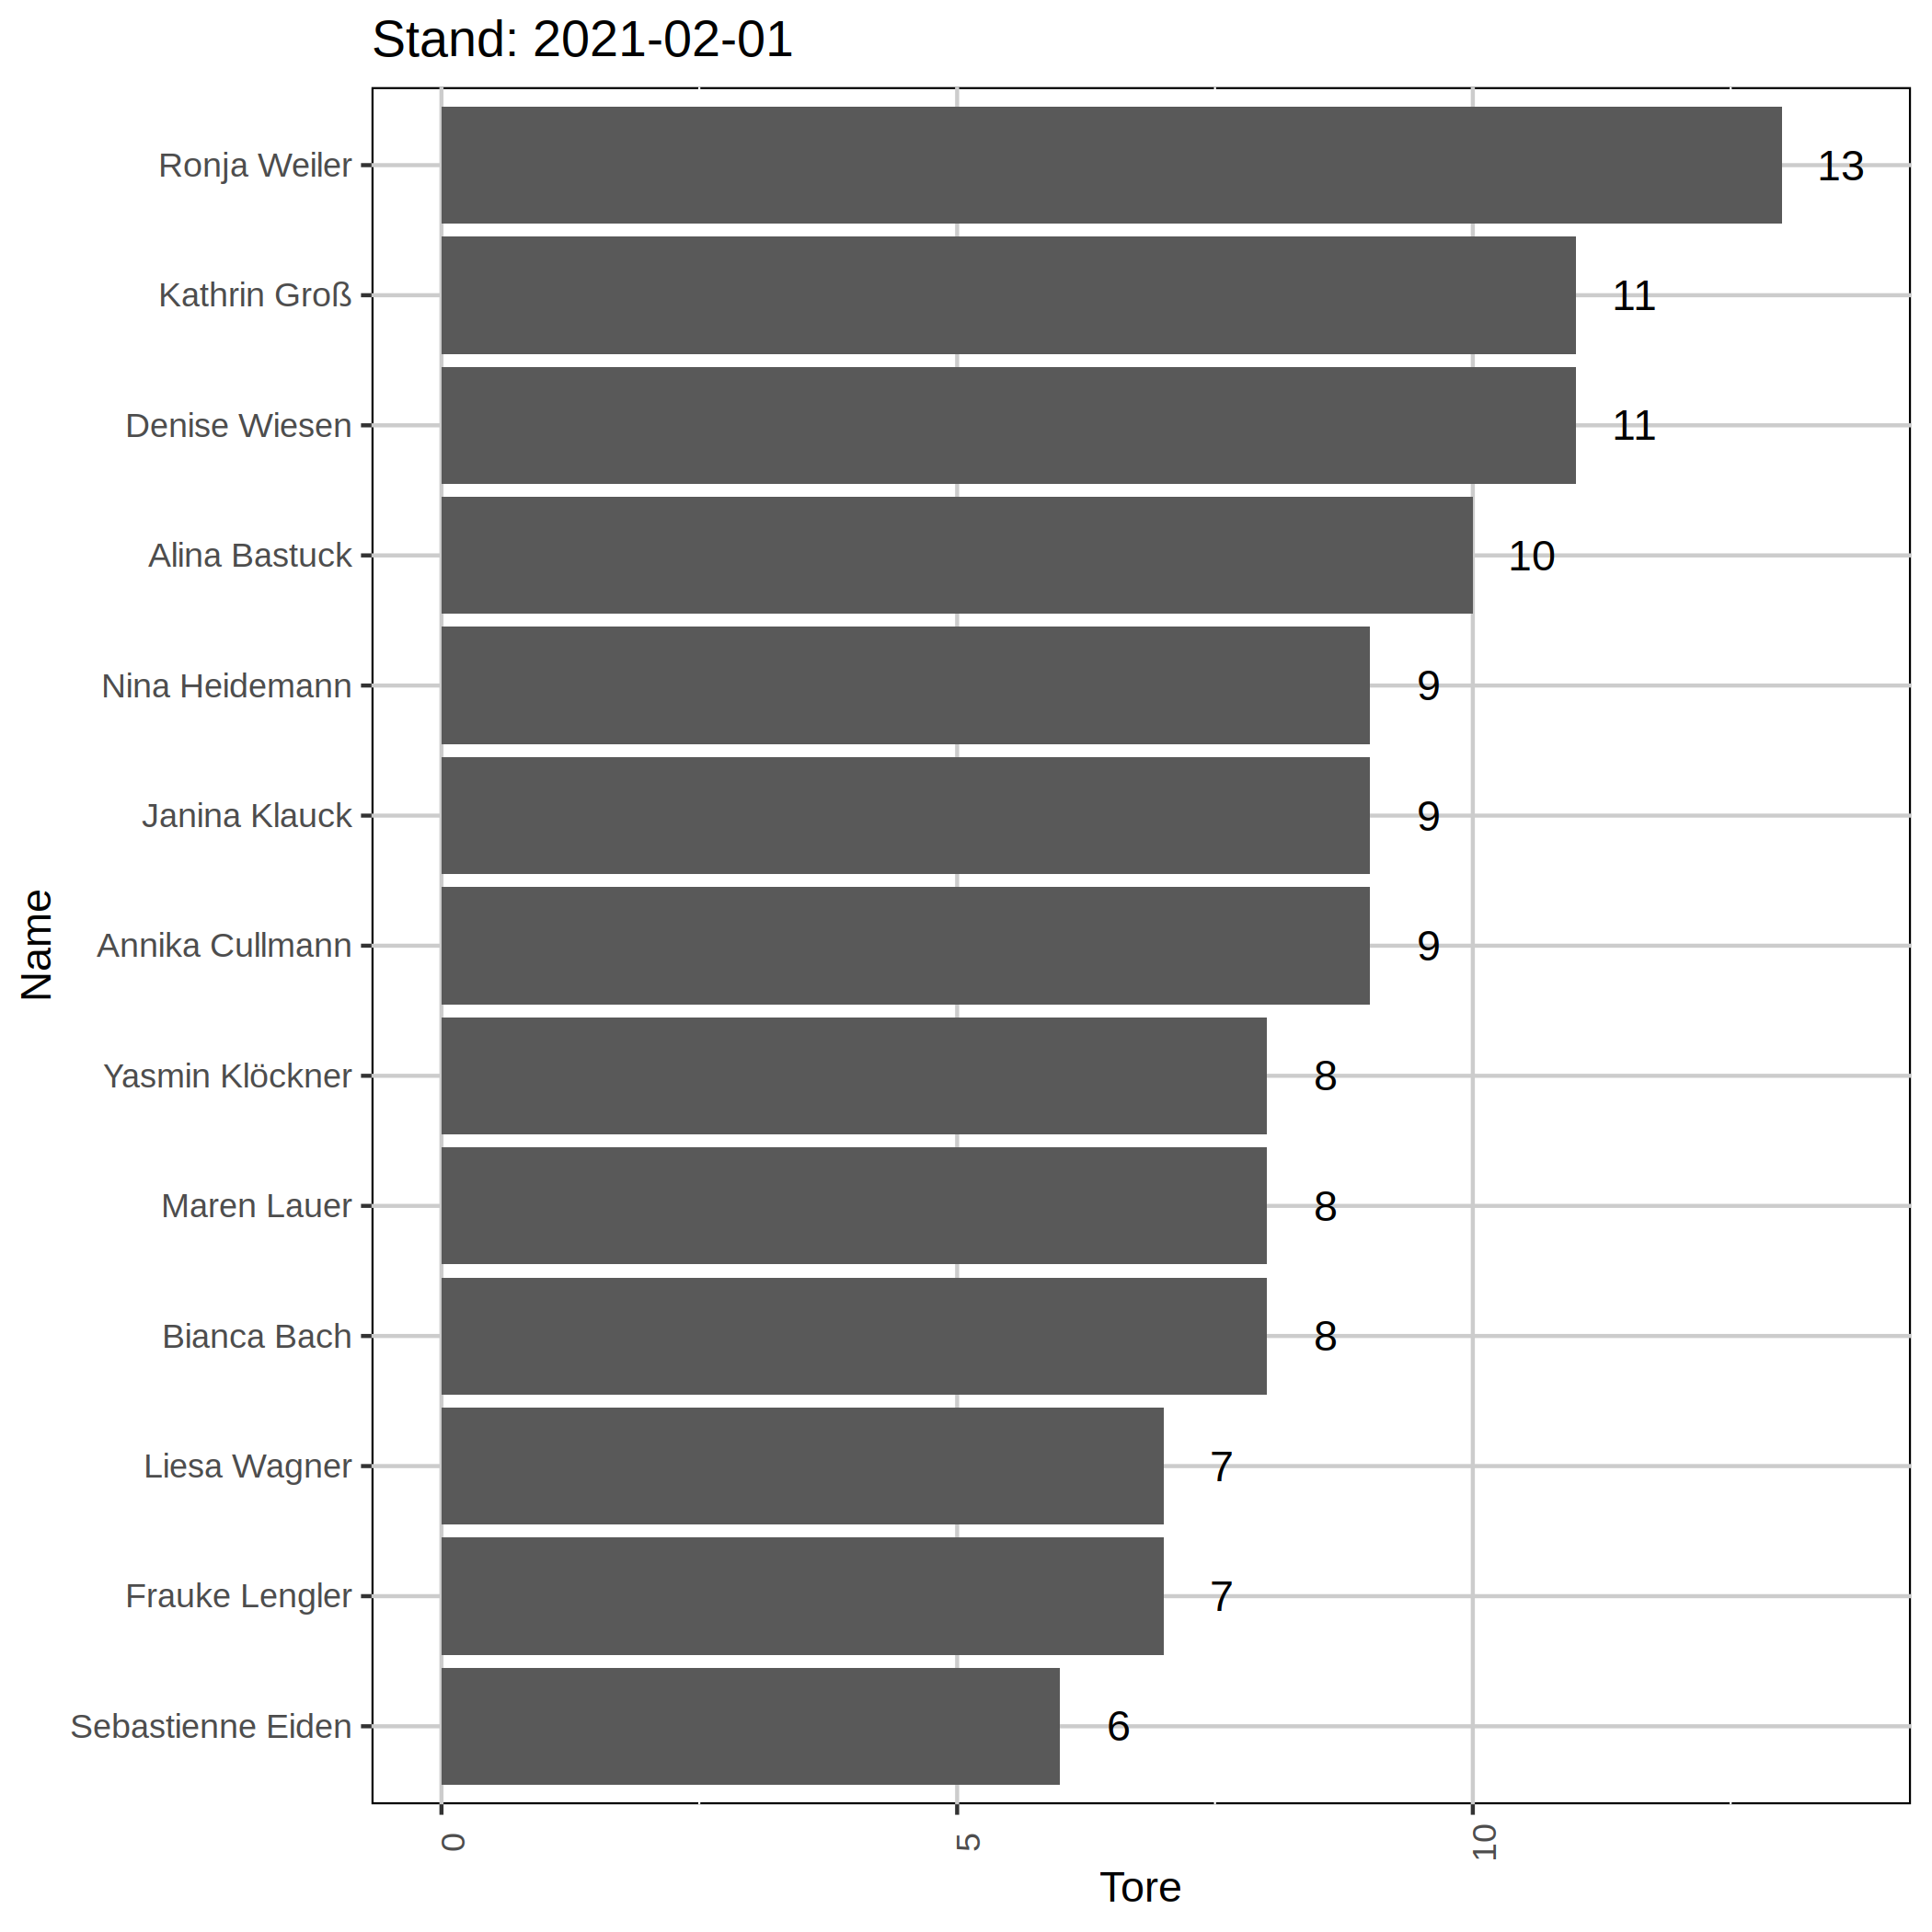 Stand: 2021-02-01
Name
Ronja Weiler 13
Kathrin Groß 11
Denise Wiesen 11
Alina Bastuck 10
Nina Heidemann 9
Janina Klauck 9
Annika Cullmann 9
Yasmin Klöckner 8
Maren Lauer 8
Bianca Bach 8
Liesa Wagner 7
Frauke Lengler 7
Sebastienne Eiden 6
0 5 10
Tore